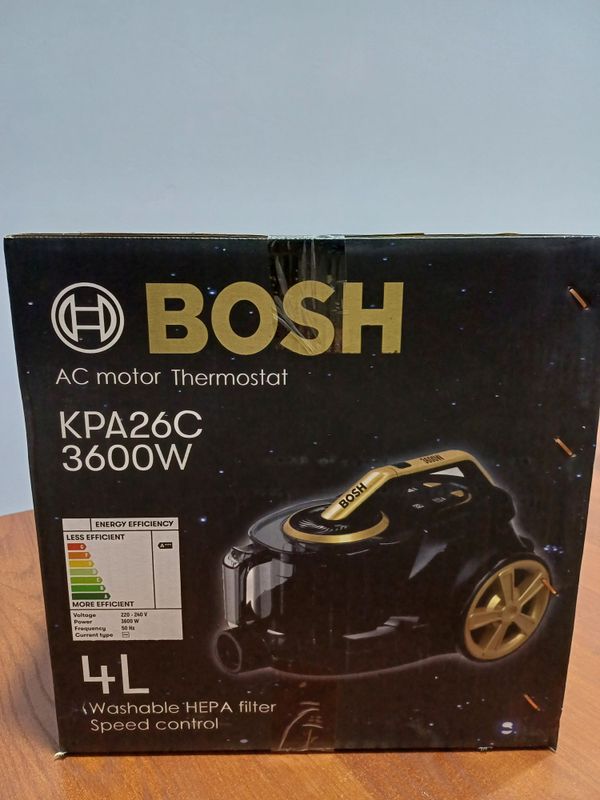 BOSH
AC motor Thermostat
KPA26C
3600W
3600W
BOSH
ENERGY EFFICIENCY
LESS EFFICIENT
MORE EFFICIENT
Voltage 220 - 240 V
Power 3600 W
Frequency 50 Hz
Current type
4L
Washable HEPA filter
Speed control